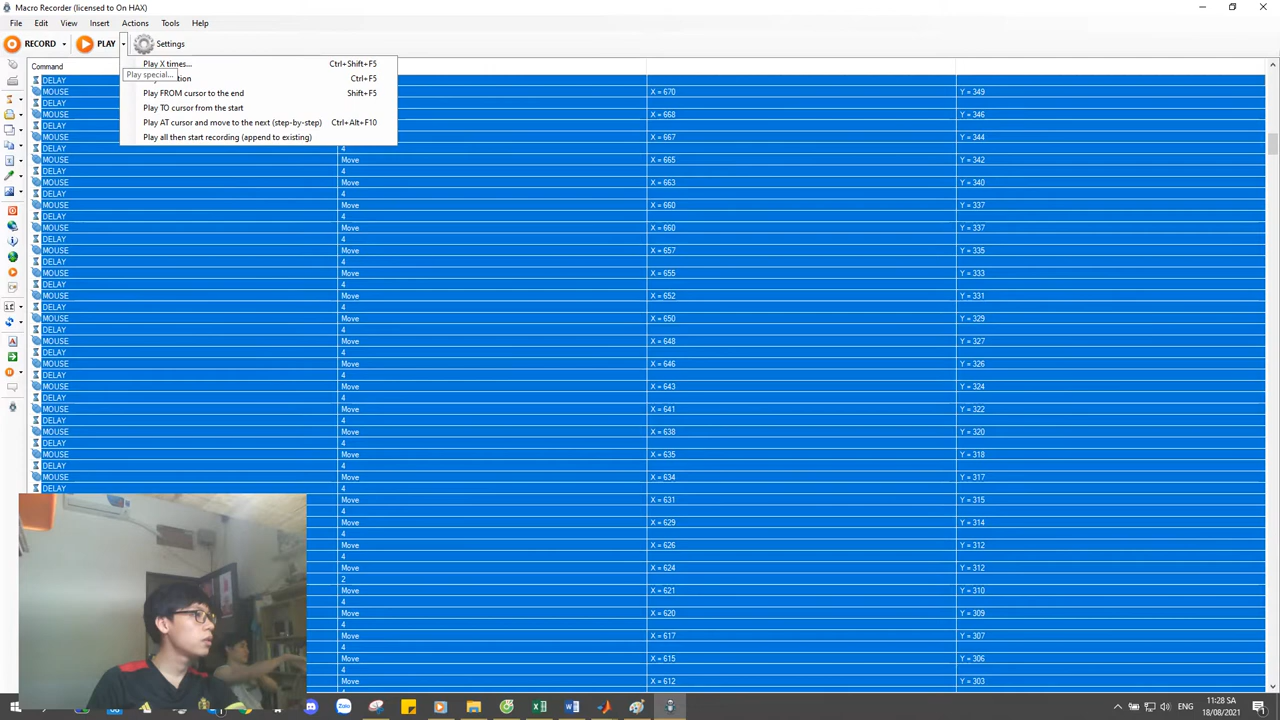 Macro Recorder (licensed to On HAX)
File Edit View Insert Actions Tools Help
RECORD PLAY Settings
Play X times... Ctrl+Shift+F5
Play special...
Ctrl+F5
Play FROM cursor to the end Shift+F5
Play TO cursor from the start
Play AT cursor and move to the next (step-by-step) Ctrl+Alt+F10
Play all then start recording (append to existing)
Command
DELAY
MOUSE X = 670 Y = 349
DELAY
MOUSE X = 668 Y = 346
DELAY
MOUSE X = 667 Y = 344
DELAY 4
MOUSE Move X = 665 Y = 342
DELAY 4
MOUSE Move X = 663 Y = 340
DELAY 4
MOUSE Move X = 660 Y = 337
DELAY 4
MOUSE Move X = 660 Y = 337
DELAY 4
MOUSE Move X = 657 Y = 335
DELAY 4
MOUSE Move X = 655 Y = 333
DELAY 4
MOUSE Move X = 652 Y = 331
DELAY 4
MOUSE Move X = 650 Y = 329
DELAY 4
MOUSE Move X = 648 Y = 327
DELAY 4
MOUSE Move X = 646 Y = 326
DELAY 4
MOUSE Move X = 643 Y = 324
DELAY 4
MOUSE Move X = 641 Y = 322
DELAY 4
MOUSE Move X = 638 Y = 320
DELAY 4
MOUSE Move X = 635 Y = 318
DELAY 4
MOUSE Move X = 634 Y = 317
DELAY 4
Move X = 631 Y = 315
4
Move X = 629 Y = 314
4
Move X = 626 Y = 312
4
Move X = 624 Y = 312
2
Move X = 621 Y = 310
4
Move X = 620 Y = 309
4
Move X = 617 Y = 307
4
Move X = 615 Y = 306
4
Move X = 612 Y = 303
Zalo
ENG
11:28 SA
18/08/2021